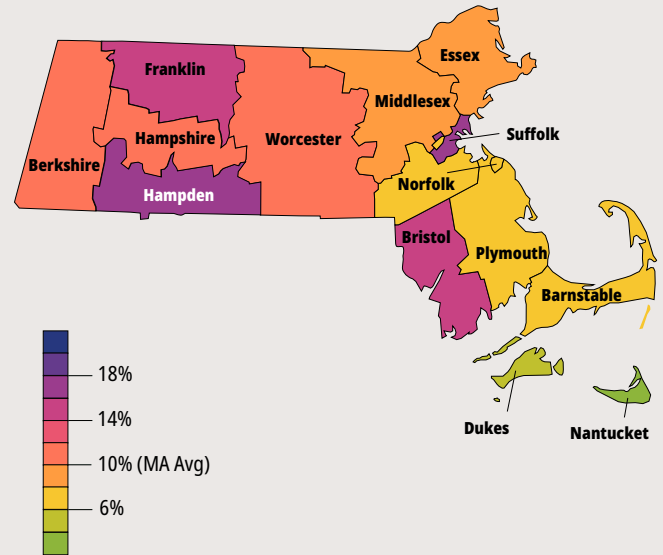 Essex
Franklin
Middlesex
Suffolk
Hampshire
Worcester
Berkshire
Norfolk
Hampden
Bristol
Plymouth
Barnstable
18%
14%
Dukes
Nantucket
10% (MA Avg)
6%